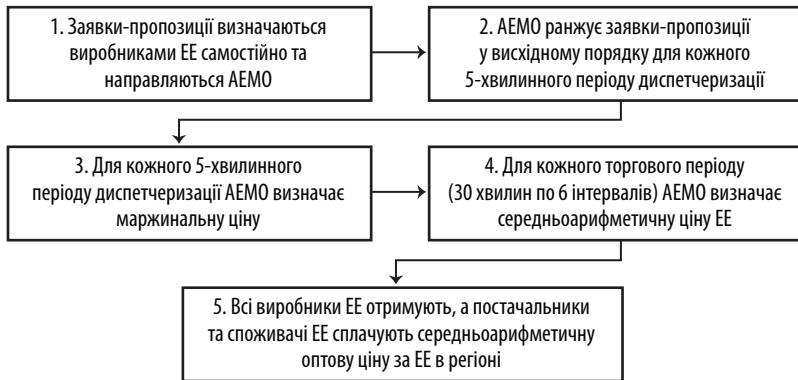 1. Заявки-пропозиції визначаються
виробниками ЕЕ самостійно та
направляються АЕМО
2. АЕМО ранжує заявки-пропозиції
у висхідному порядку для кожного
5-хвилинного періоду диспетчеризації
3. Для кожного 5-хвилинного
періоду диспетчеризації АЕМО визначає
маржинальну ціну
4. Для кожного торгового періоду
(30 хвилин по 6 інтервалів) АЕМО визначає
середньоарифметичну ціну ЕЕ
5. Всі виробники ЕЕ отримують, а постачальники
та споживачі ЕЕ сплачують середньоарифметичну
оптову ціну за ЕЕ в регіоні